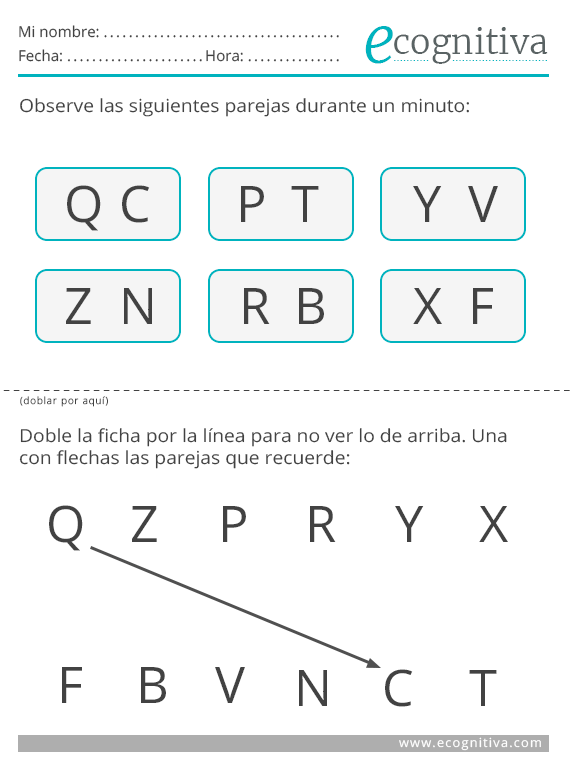 Mi nombre: ......................................
Fecha: ...................... Hora: ...............
ecognitiva
Observe las siguientes parejas durante un minuto:
Q C P T Y V
Z N R B X F
(doblar por aquí)
Doble la ficha por la línea para no ver lo de arriba. Una
con flechas las parejas que recuerde:
Q Z P R Y X
F B V N C T
www.ecognitiva.com